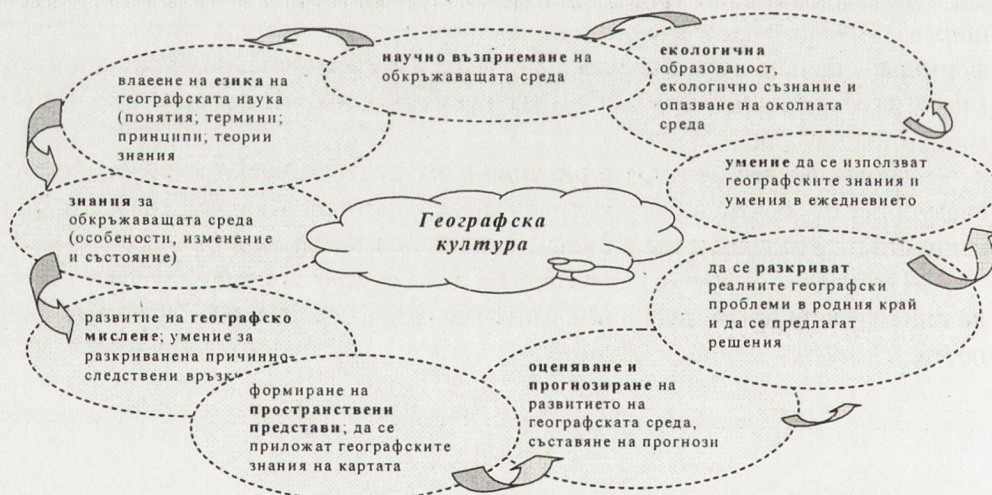 научно възприемане на
обкръжаващата среда
екологична
образованост,
екологично съзнание и
опазване на околната
среда
влаеене на езика на
географската наука
(понятия; термини;
принципи; теории
знания
умение да се използват
географските знания и
умения в ежедневието
знания за
обкръжаващата среда
(особености, изменение
и състояние)
Географска
култура
да се разкриват
реалните географски
проблеми в родния край
и да се предлагат
решения
развитие на географско
мислене; умение за
разкриванена причинно-
следствени връзк
оценяване и
прогнозиране на
развитието на
географската среда,
съставяне на прогнози
формиране на
пространствени
представи; да се
приложат географските
знания на картата